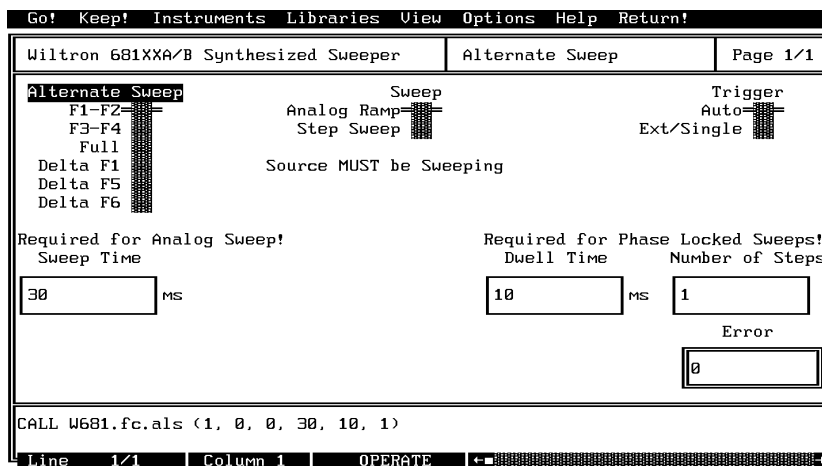 Go! Keep! Instruments Libraries View Options Help Return!
Wiltron 681XXA/B Synthesized Sweeper Alternate Sweep Page 1/1
Alternate Sweep Sweep Trigger
F1-F2 Analog Ramp Auto
F3-F4 Step Sweep Ext/Single
Full
Delta F1 Source MUST be Sweeping
Delta F5
Delta F6
Required for Analog Sweep! Required for Phase Locked Sweeps!
Sweep Time Dwell Time Number of Steps
30 ms 10 ms 1
Error
0
CALL W681.fc.als (1, 0, 0, 30, 10, 1)
Line 1/1 Column 1 OPERATE